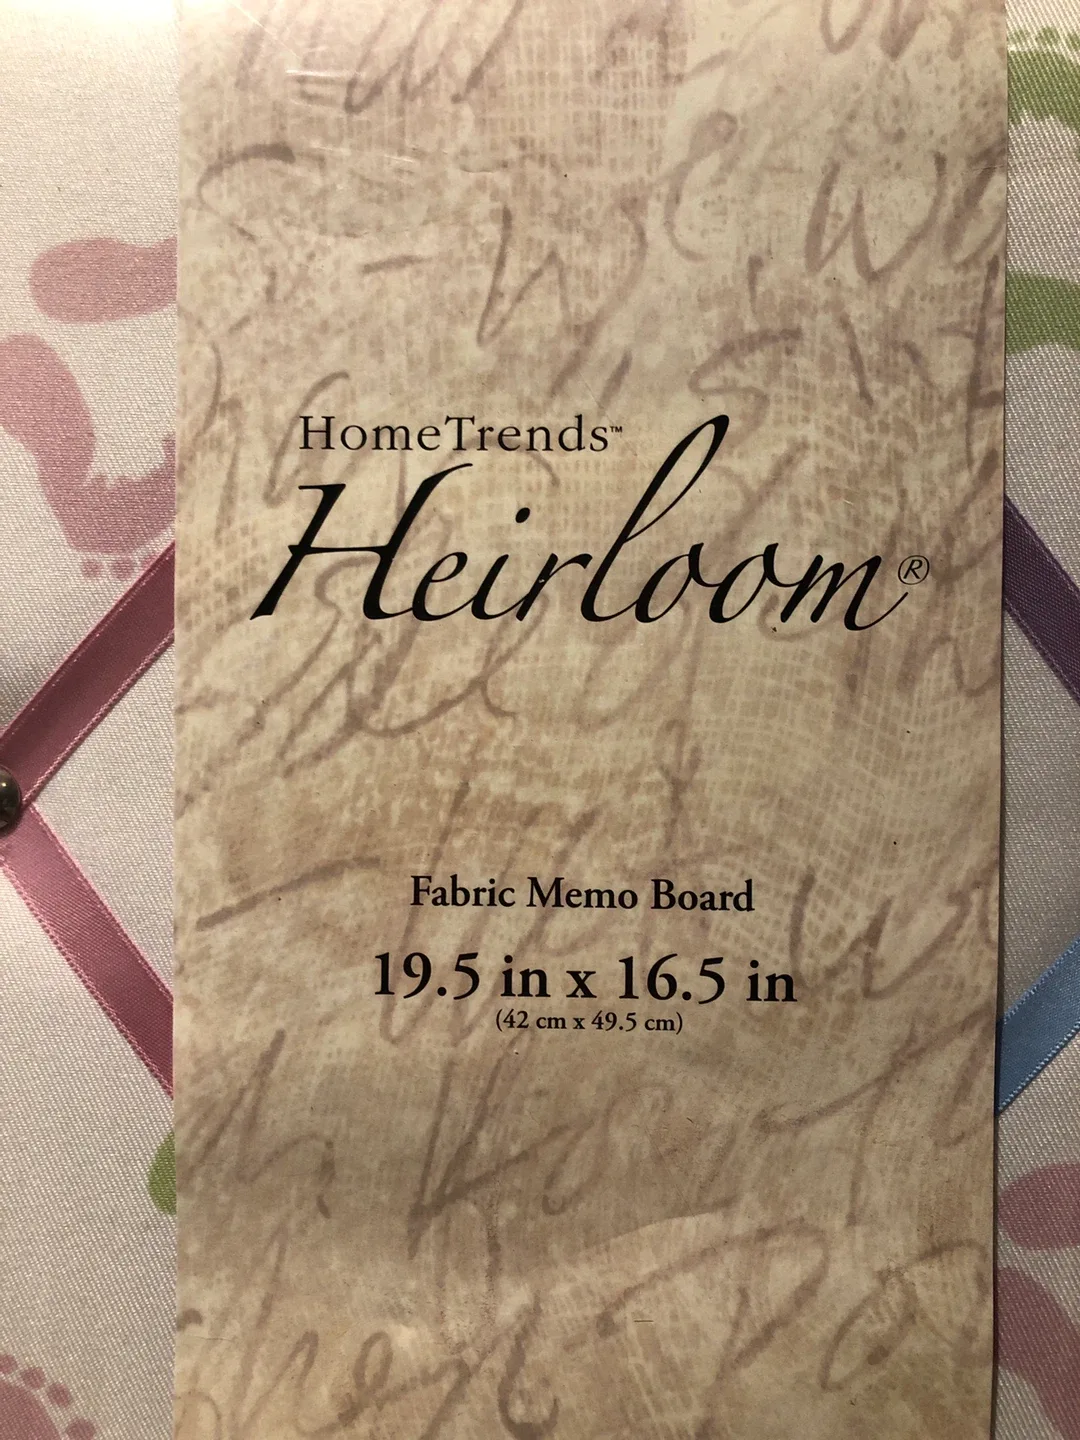 HomeTrends™
Heirloom®
Fabric Memo Board
19.5 in x 16.5 in
(42 cm x 49.5 cm)